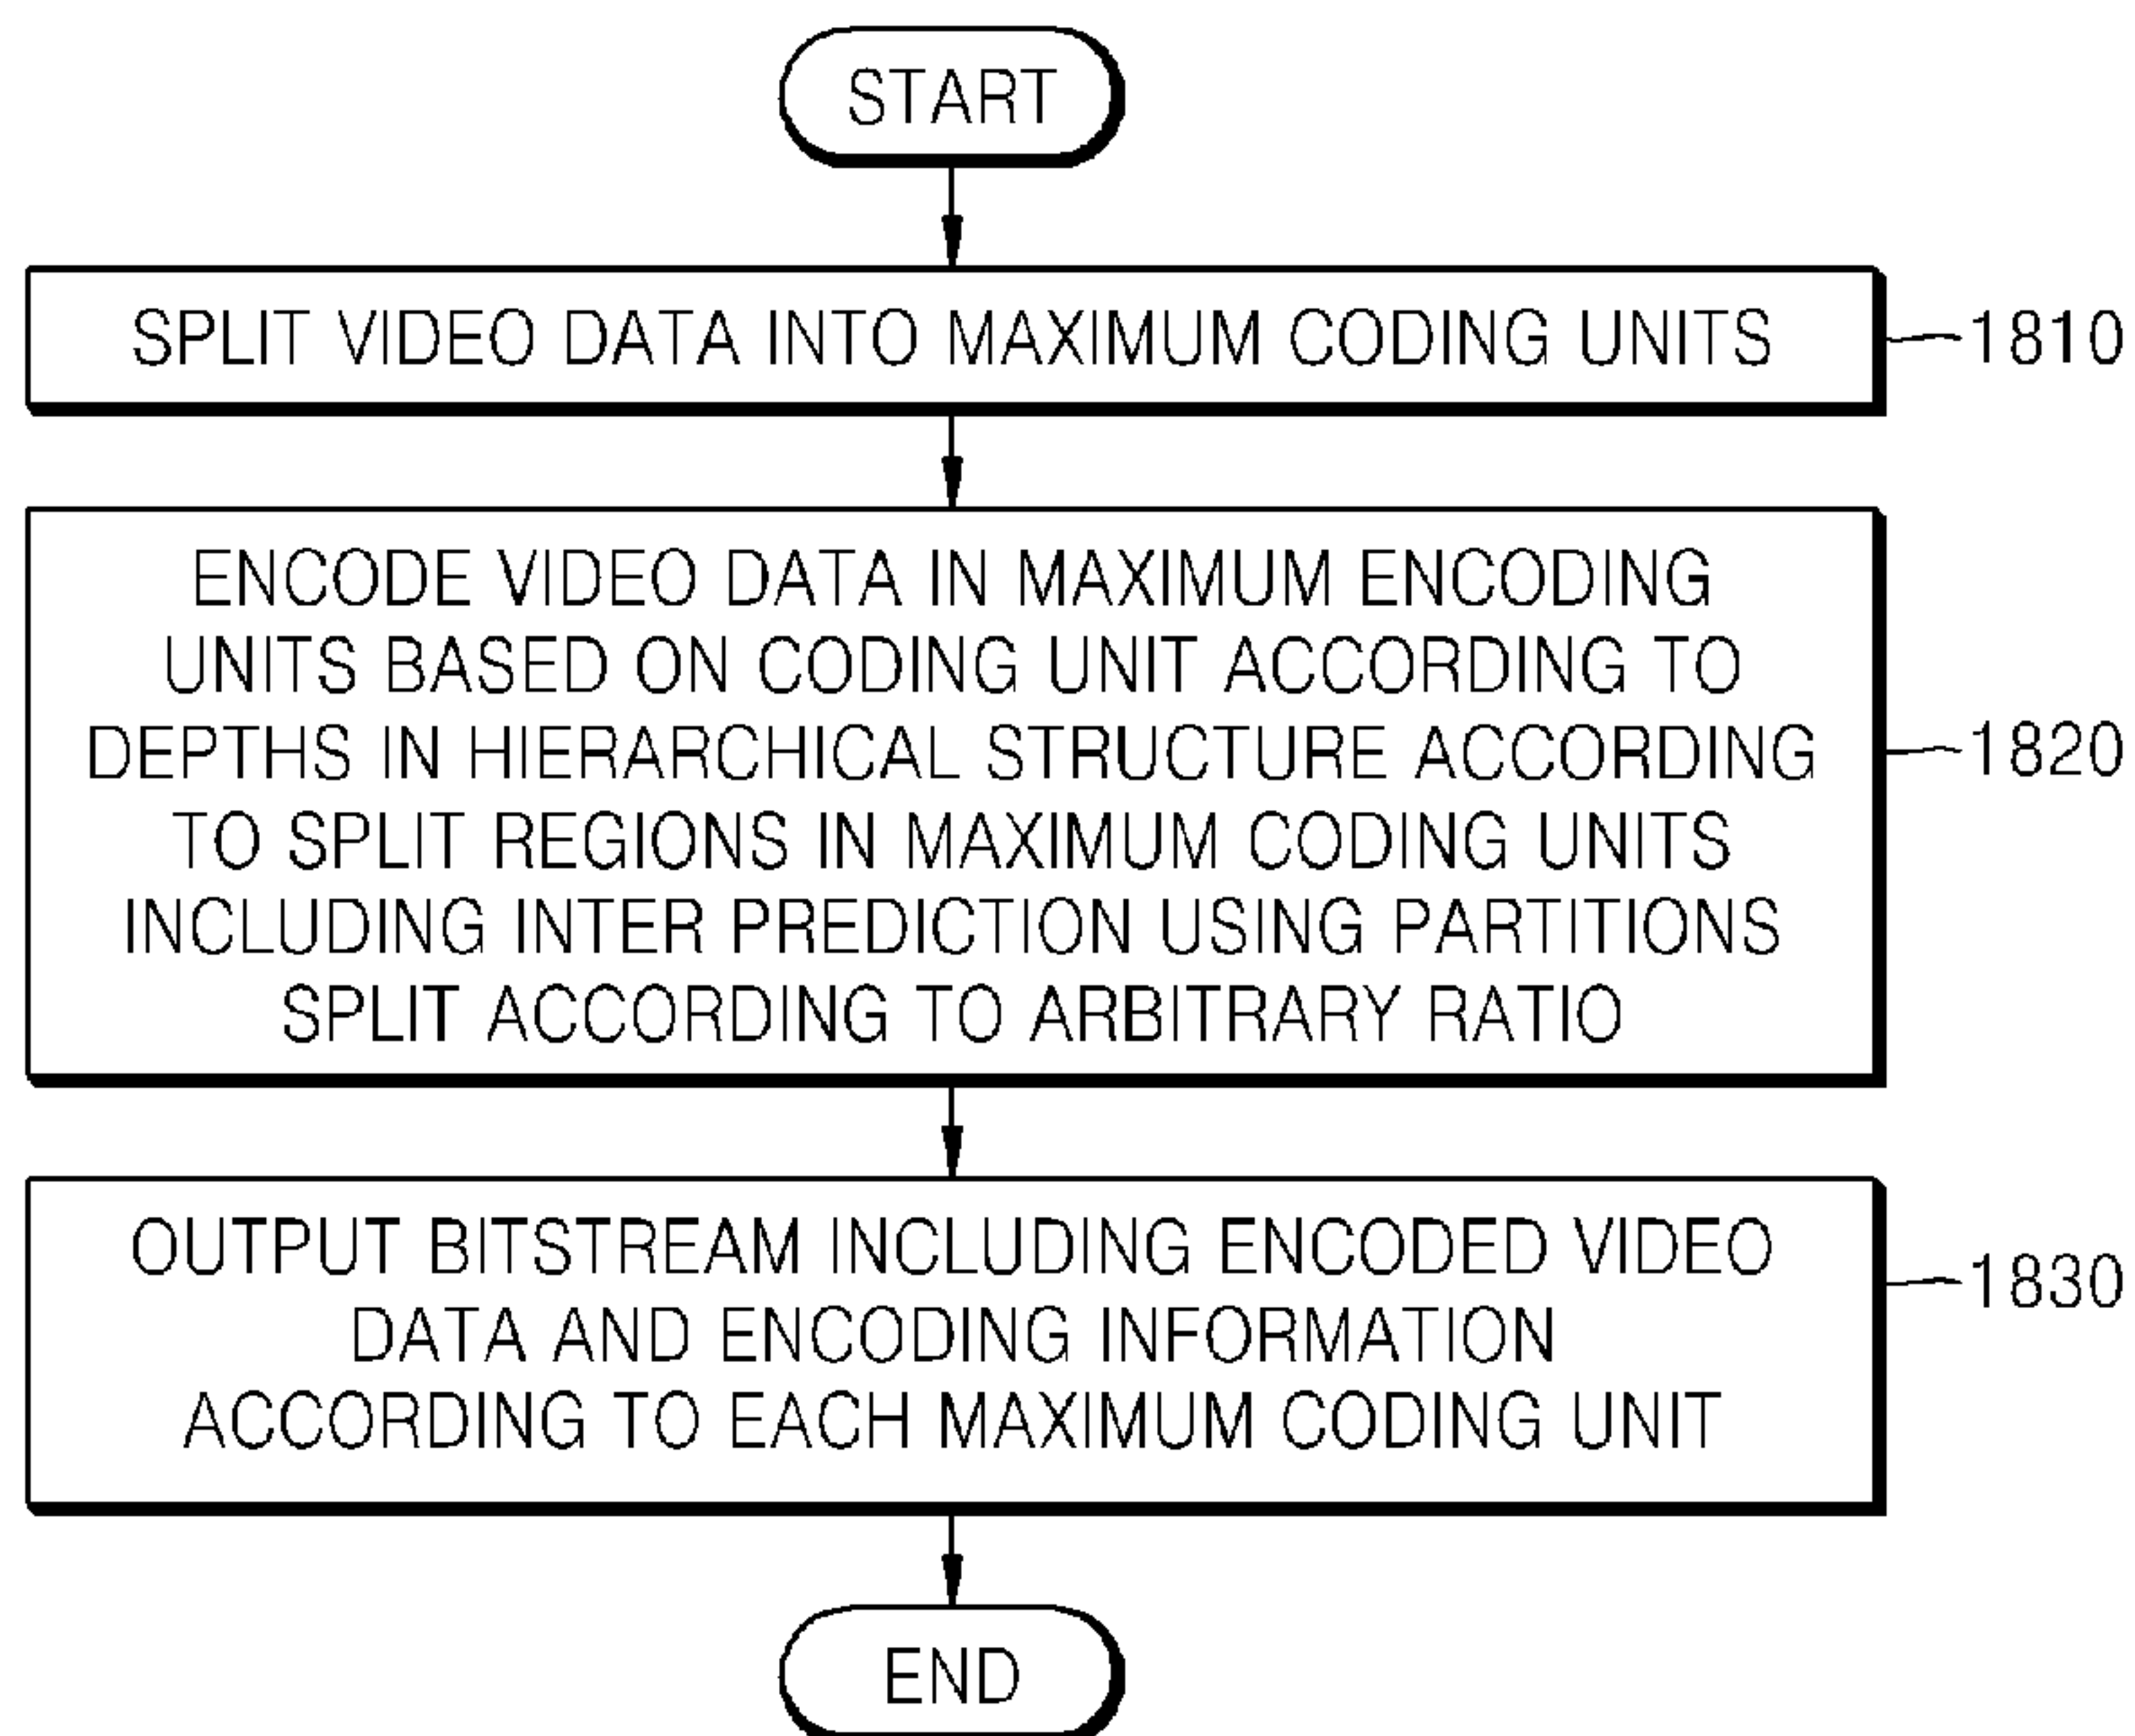 START
SPLIT VIDEO DATA INTO MAXIMUM CODING UNITS
1810
ENCODE VIDEO DATA IN MAXIMUM ENCODING
UNITS BASED ON CODING UNIT ACCORDING TO
DEPTHS IN HIERARCHICAL STRUCTURE ACCORDING
TO SPLIT REGIONS IN MAXIMUM CODING UNITS
INCLUDING INTER PREDICTION USING PARTITIONS
SPLIT ACCORDING TO ARBITRARY RATIO
1820
OUTPUT BITSTREAM INCLUDING ENCODED VIDEO
DATA AND ENCODING INFORMATION
ACCORDING TO EACH MAXIMUM CODING UNIT
1830
END